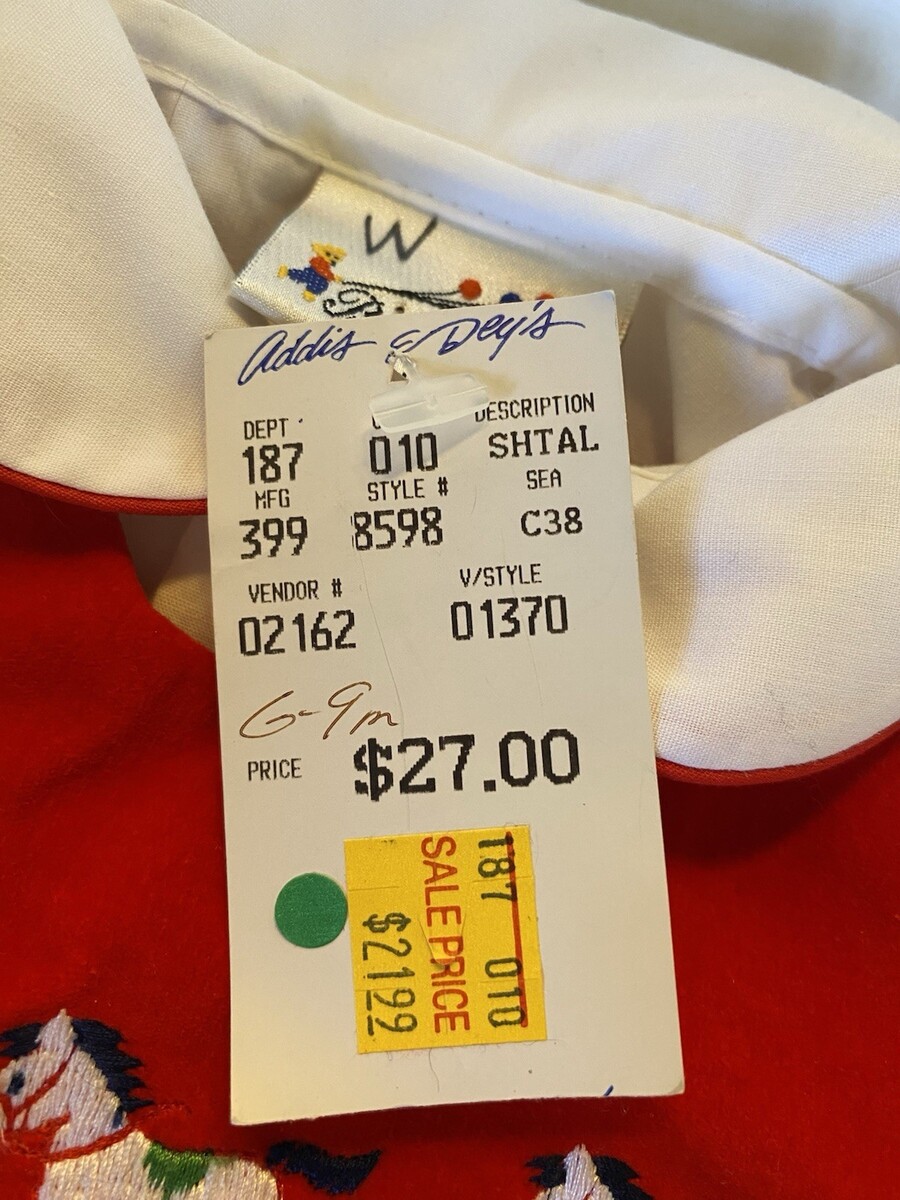 W
Addis & Dey's
DEPT DESCRIPTION
187 010 SHTAL
MFG STYLE # SEA
399 8598 C38
VENDOR # V/STYLE
02162 01370
6-9m
PRICE $27.00
187 010
SALE PRICE
$21.99